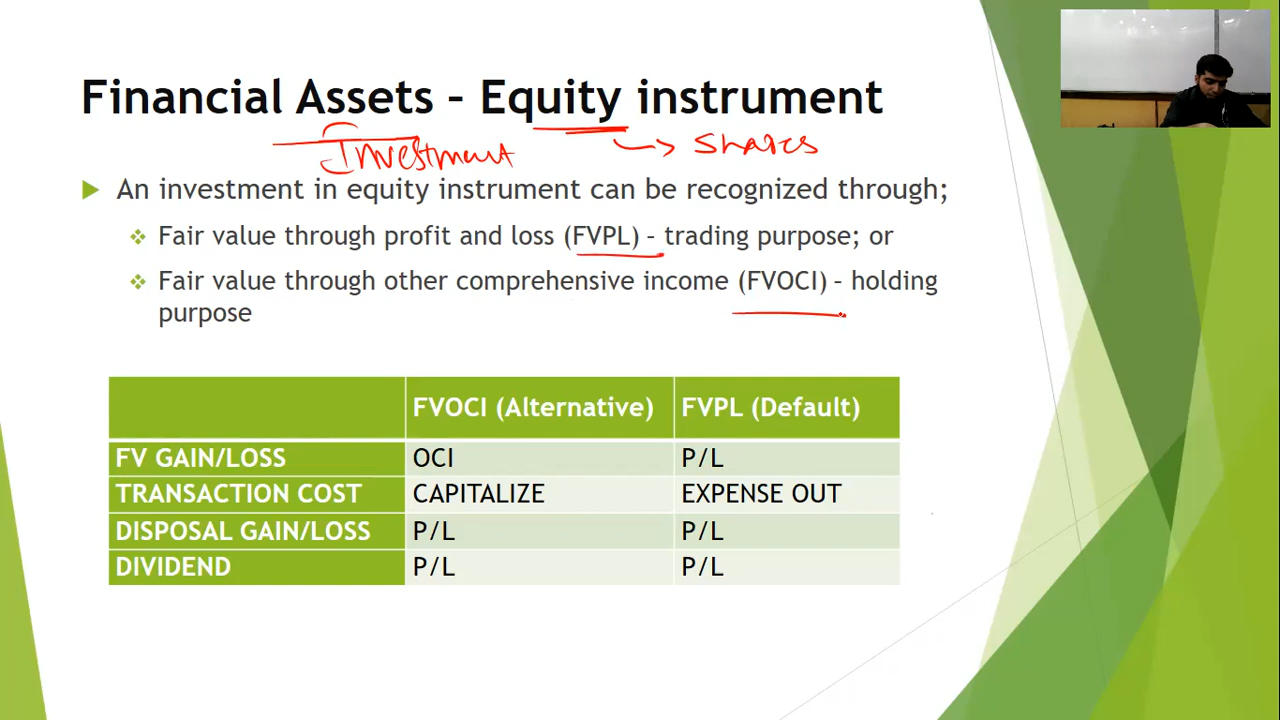 Financial Assets – Equity instrument
Investment → Shares
An investment in equity instrument can be recognized through;
Fair value through profit and loss (FVPL) – trading purpose; or
Fair value through other comprehensive income (FVOCI) – holding
purpose
FVOCI (Alternative) FVPL (Default)
FV GAIN/LOSS OCI P/L
TRANSACTION COST CAPITALIZE EXPENSE OUT
DISPOSAL GAIN/LOSS P/L P/L
DIVIDEND P/L P/L